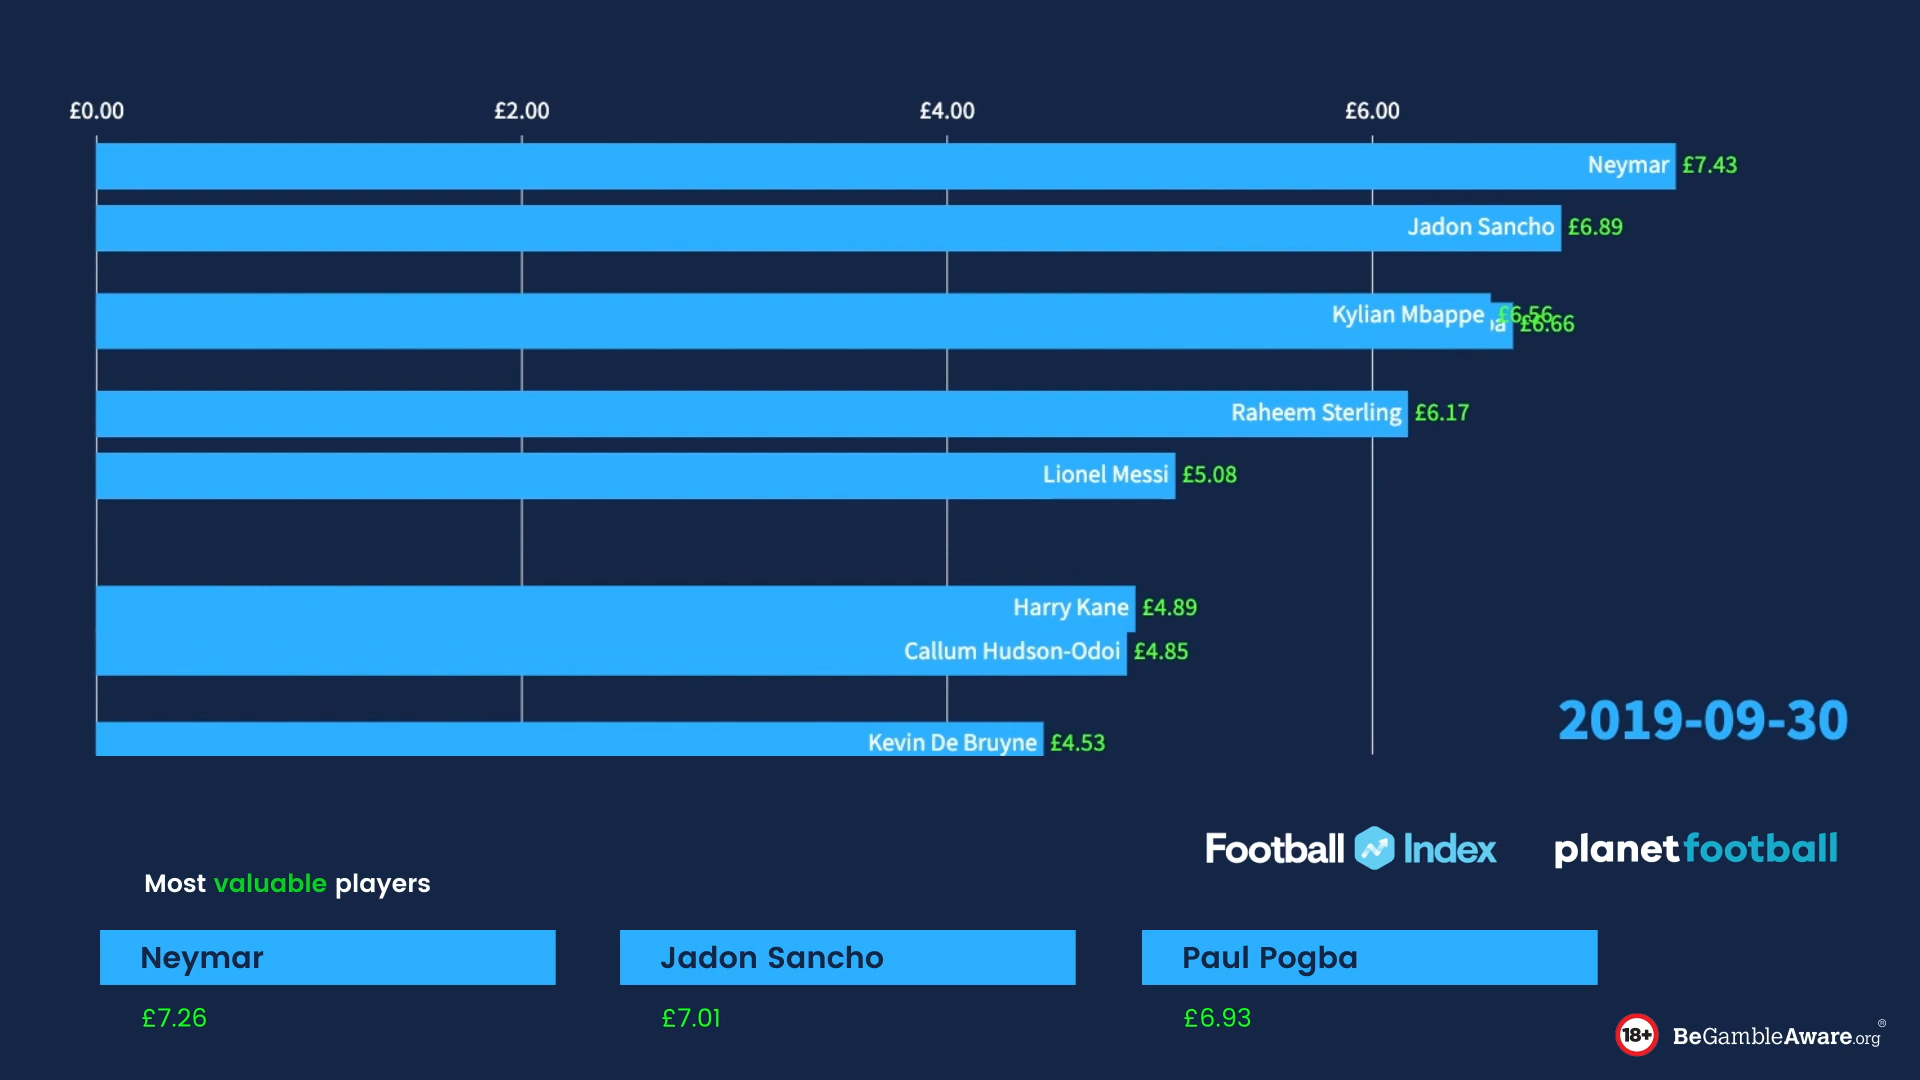 £0.00 £2.00 £4.00 £6.00
Neymar £7.43
Jadon Sancho £6.89
Kylian Mbappe £6.56
ba £6.66
Raheem Sterling £6.17
Lionel Messi £5.08
Harry Kane £4.89
Callum Hudson-Odoi £4.85
Kevin De Bruyne £4.53
2019-09-30
Football Index planetfootball
Most valuable players
Neymar Jadon Sancho Paul Pogba
£7.26 £7.01 £6.93
18+ BeGambleAware.org®